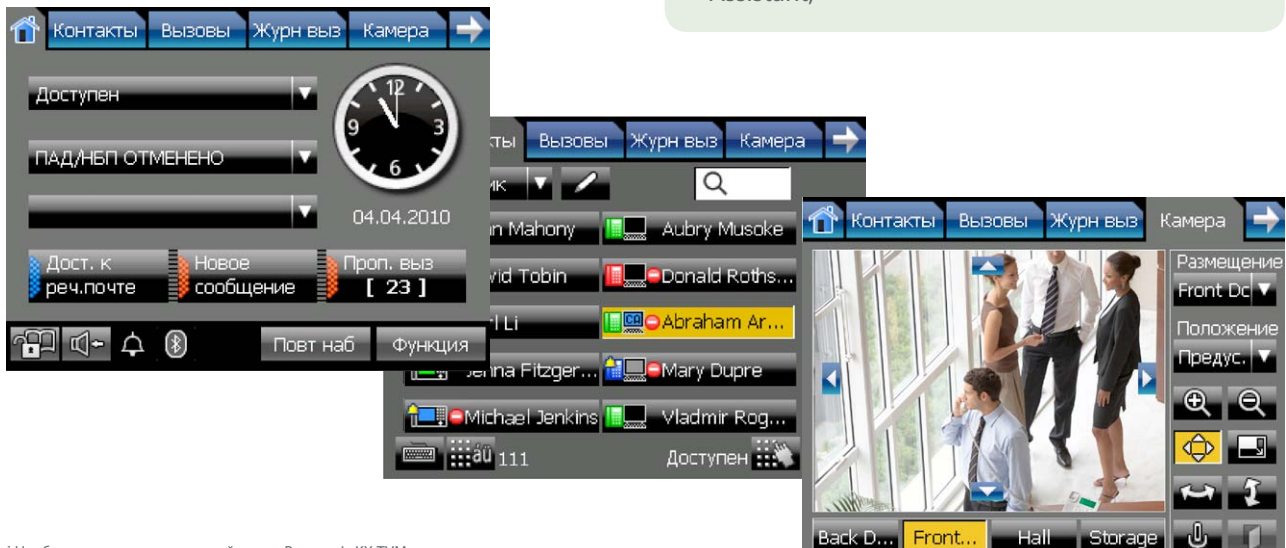 Assistant)
Контакты Вызовы Журн выз Камера
Доступен
ПАД/НБП ОТМЕНЕНО
12
9 3
6
04.04.2010
Дост. к реч.почте
Новое сообщение
Проп. выз [ 23 ]
Повт наб Функция
Вызовы Журн выз Камера
Mahony Aubry Musoke
Tobin Donald Roths...
Li Abraham Ar...
Fitzger... Mary Dupre
Michael Jenkins Vladmir Rog...
áü 111 Доступен
Контакты Вызовы Журн выз Камера
Размещение
Front Dc
Положение
Предус.
Back D... Front... Hall Storage